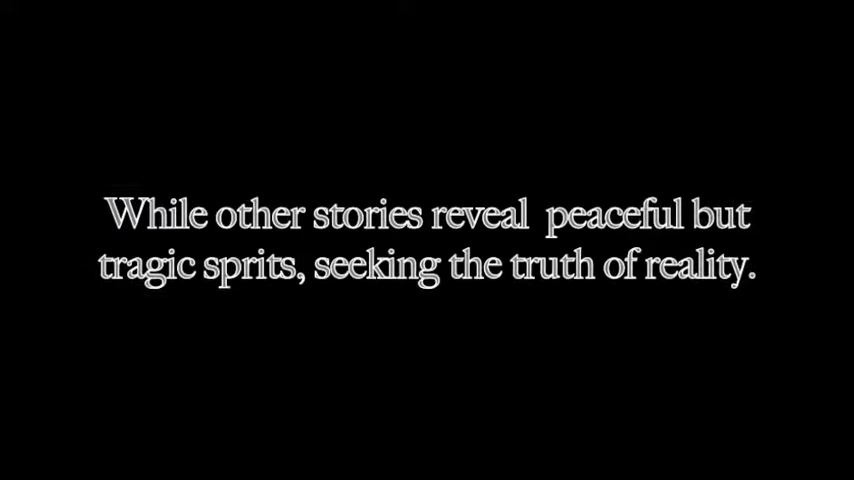 While other stories reveal  peaceful but
tragic sprits, seeking the truth of reality.